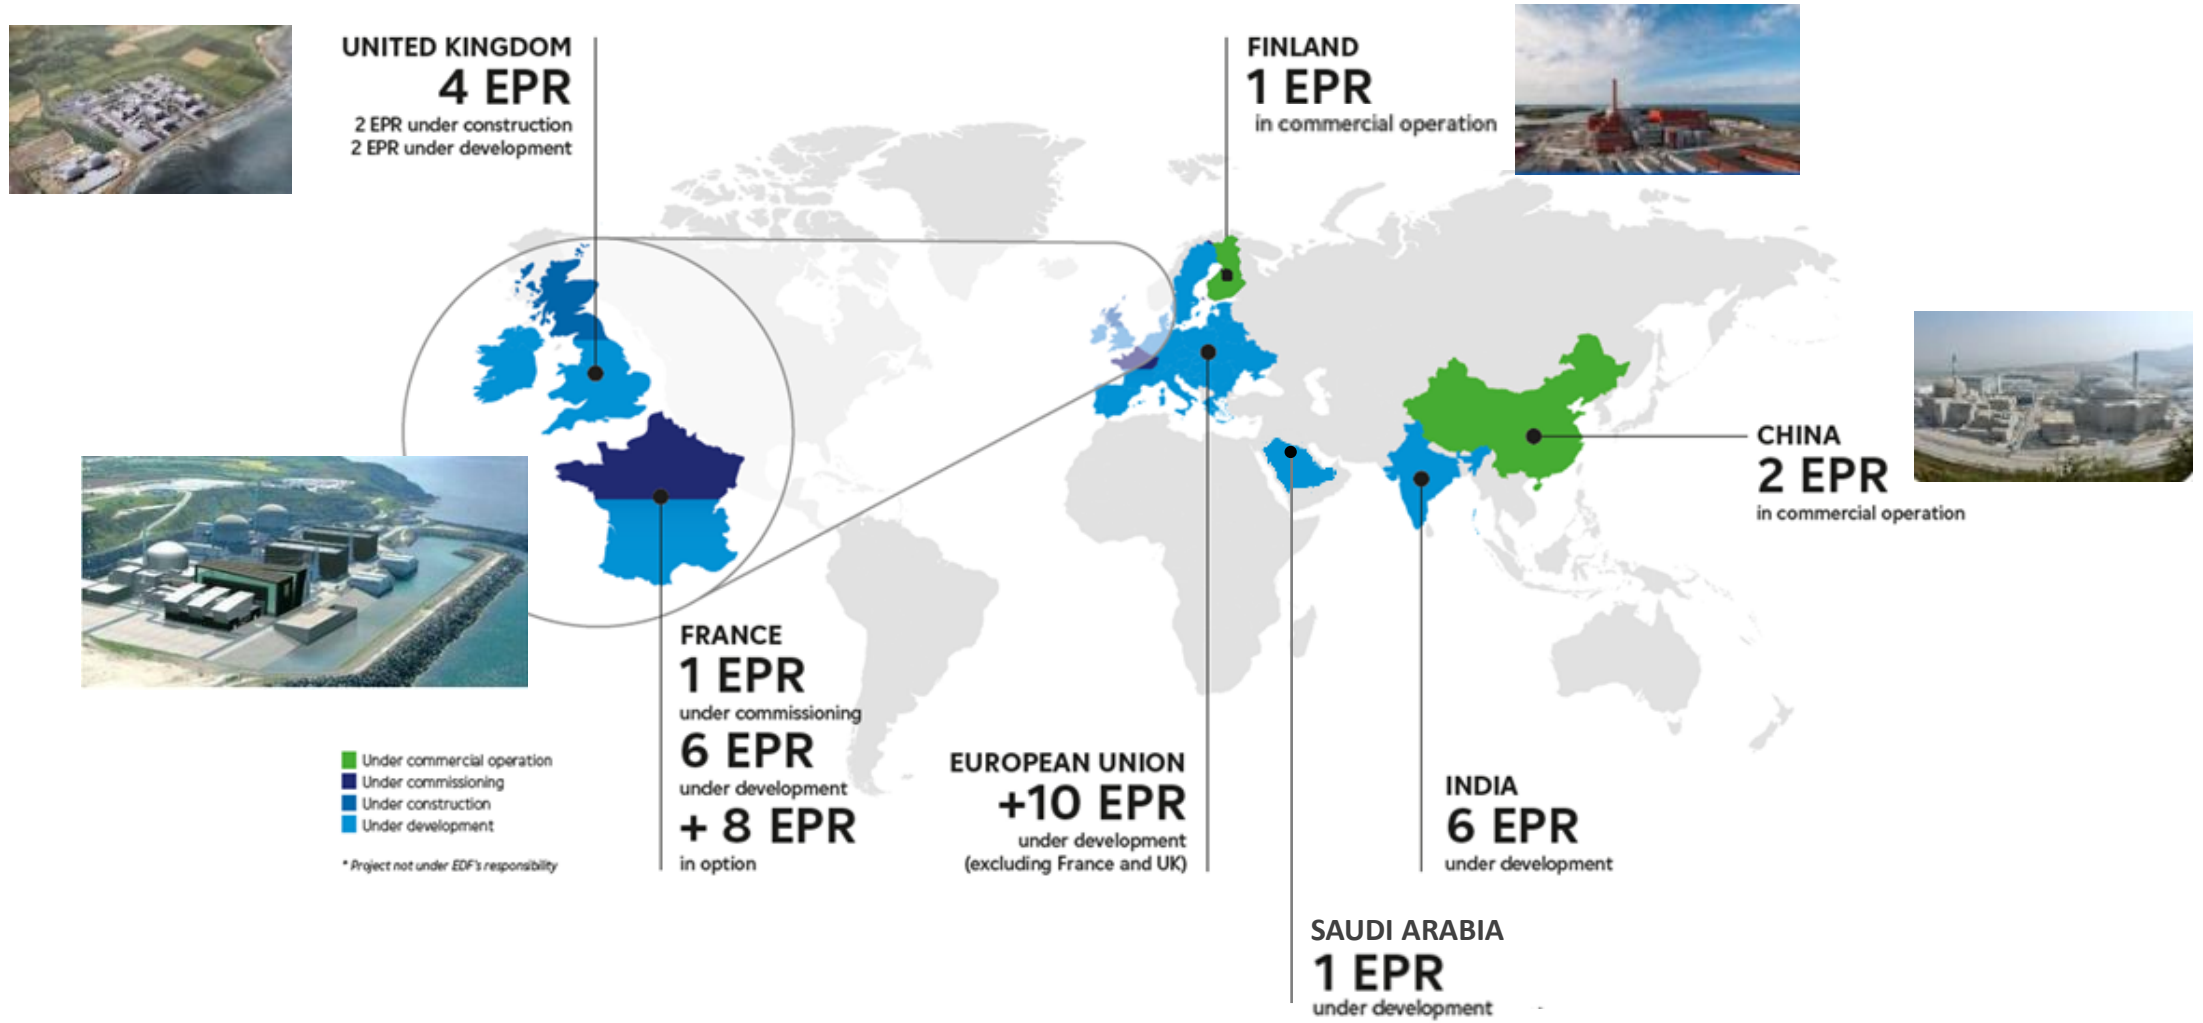 UNITED KINGDOM
4 EPR
2 EPR under construction
2 EPR under development
FINLAND
1 EPR
in commercial operation
CHINA
2 EPR
in commercial operation
FRANCE
1 EPR
under commissioning
6 EPR
under development
+ 8 EPR
in option
EUROPEAN UNION
+10 EPR
under development
(excluding France and UK)
INDIA
6 EPR
under development
SAUDI ARABIA
1 EPR
under development
Under commercial operation
Under commissioning
Under construction
Under development
* Project not under EDF's responsibility